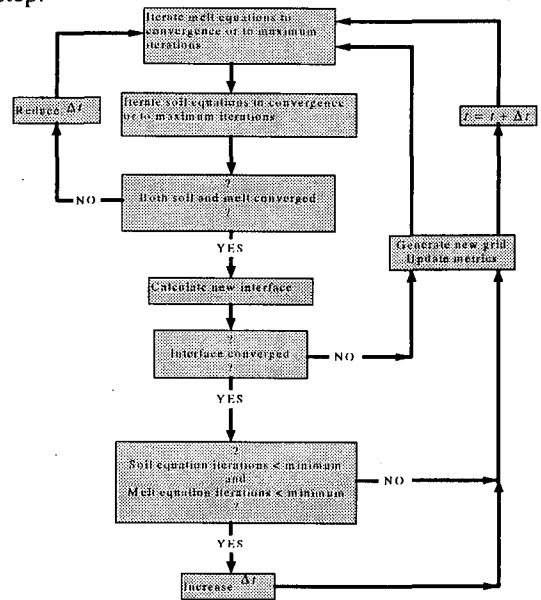 step.
Iterate melt equations to
convergence or to maximum
iterations
Reduce Δt
Iterate soil equations to convergence
or to maximum iterations
t = t + Δt
?
Both soil and melt converged
?
NO
YES
Generate new grid
Update metrics
Calculate new interface
?
Interface converged
?
NO
YES
?
Soil equation iterations < minimum
and
Melt equation iterations < minimum
?
NO
YES
Increase Δt